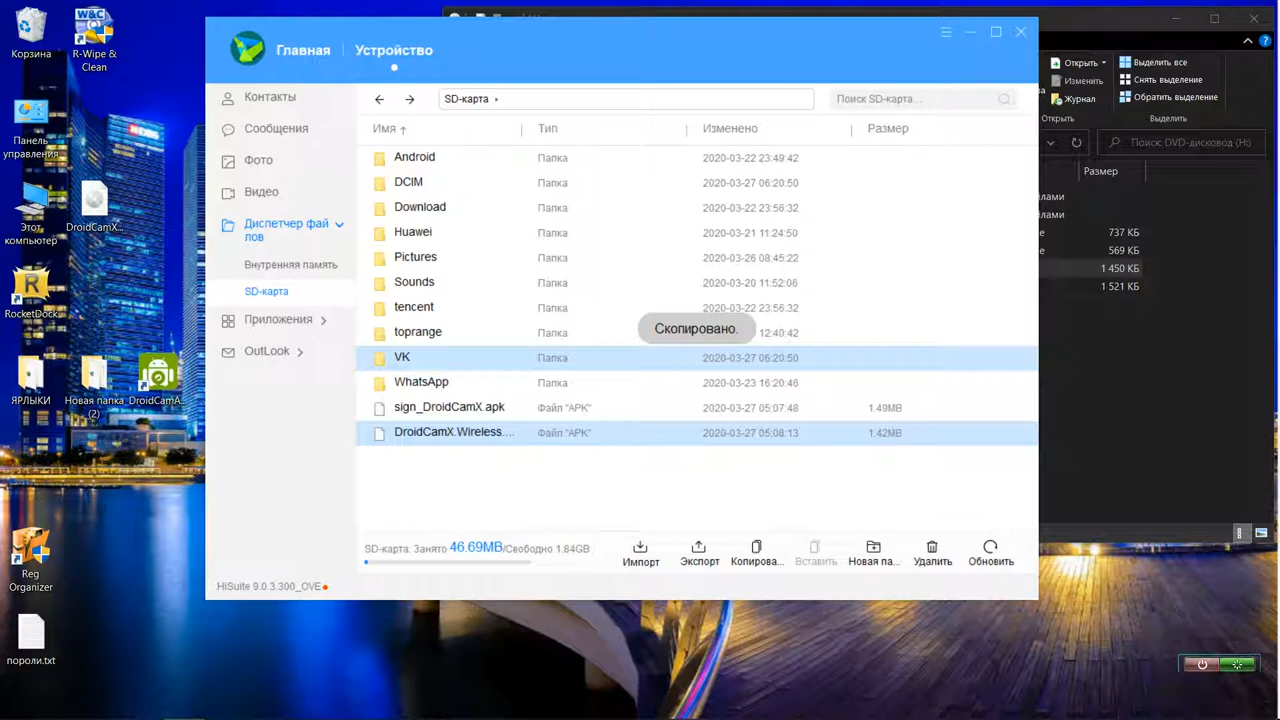 Корзина
R-Wipe & Clean
Панель управления
Этот компьютер
DroidCamX...
RocketDock
ЯРЛЫКИ
Новая папка (2)
DroidCamA...
Reg Organizer
пороли.txt
Главная
Устройство
Контакты
Сообщения
Фото
Видео
Диспетчер фай
лов
Внутренняя память
SD-карта
Приложения
OutLook
HiSuite 9.0.3.300_OVE
SD-карта
Поиск SD-карта...
Имя Тип Изменено Размер
Android Папка 2020-03-22 23:49:42
DCIM Папка 2020-03-27 06:20:50
Download Папка 2020-03-22 23:56:32
Huawei Папка 2020-03-21 11:24:50
Pictures Папка 2020-03-26 08:45:22
Sounds Папка 2020-03-20 11:52:06
tencent Папка 2020-03-22 23:56:32
toprange Папка 12:40:42
Скопировано.
VK Папка 2020-03-27 06:20:50
WhatsApp Папка 2020-03-23 16:20:46
sign_DroidCamX.apk Файл "APK" 2020-03-27 05:07:48 1.49MB
DroidCamX.Wireless.... Файл "APK" 2020-03-27 05:08:13 1.42MB
SD-карта. Занято 46.69MB/Свободно 1.84GB
Импорт
Экспорт
Копирова...
Вставить
Новая па...
Удалить
Обновить
Открыть
Изменить
Журнал
Открыть
Выделить все
Снять выделение
Обратить выделение
Выделить
Поиск: DVD-дисковод (H:)
Размер
737 КБ
569 КБ
1 450 КБ
1 521 КБ